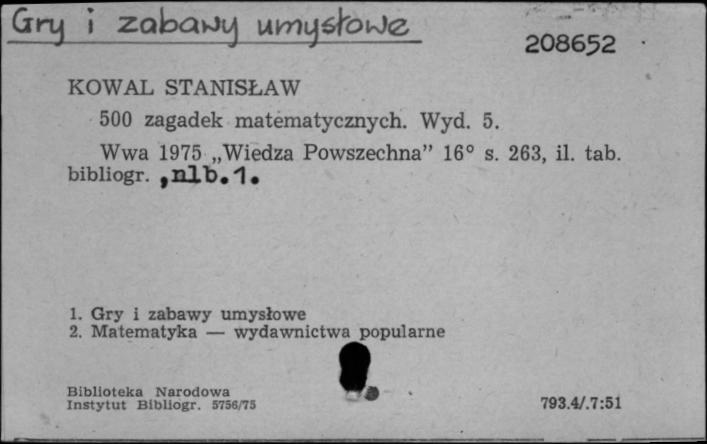 Gry i zabawy umysłowe
208652
KOWAL STANISŁAW
500 zagadek matematycznych. Wyd. 5.
Wwa 1975 „Wiedza Powszechna” 16° s. 263, il. tab.
bibliogr. ,nlb.1.
1. Gry i zabawy umysłowe
2. Matematyka — wydawnictwa popularne
Biblioteka Narodowa
Instytut Bibliogr. 5756/75
793.4/.7:51